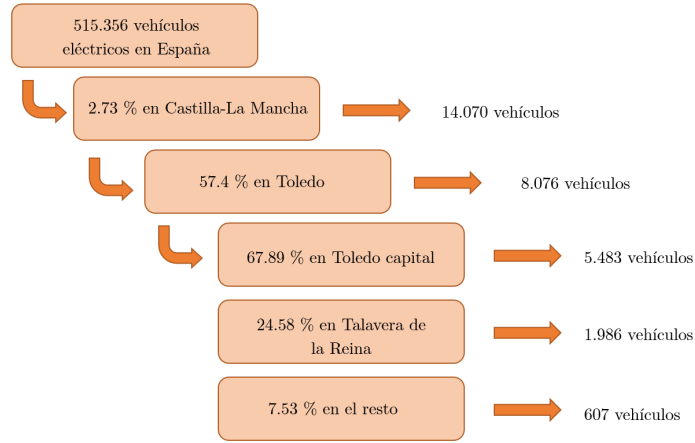 515.356 vehículos
eléctricos en España
2.73 % en Castilla-La Mancha
14.070 vehículos
57.4 % en Toledo
8.076 vehículos
67.89 % en Toledo capital
5.483 vehículos
24.58 % en Talavera de
la Reina
1.986 vehículos
7.53 % en el resto
607 vehículos